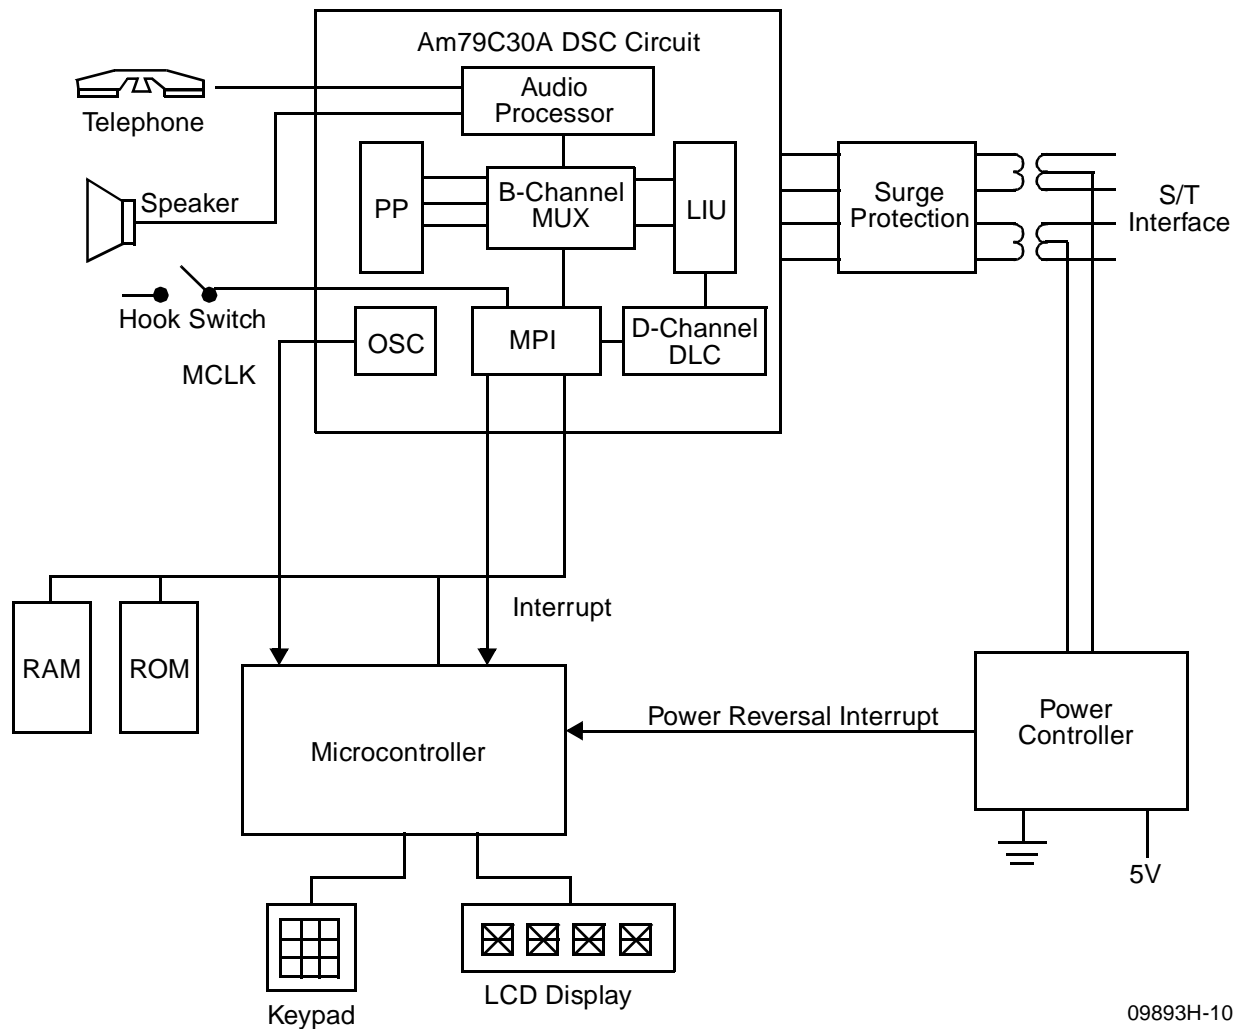 Am79C30A DSC Circuit
Audio
Processor
Telephone
Speaker
PP
B-Channel
MUX
LIU
Surge
Protection
S/T
Interface
Hook Switch
OSC
MPI
D-Channel
DLC
MCLK
Interrupt
RAM
ROM
Microcontroller
Power Reversal Interrupt
Power
Controller
5V
Keypad
LCD Display
09893H-10